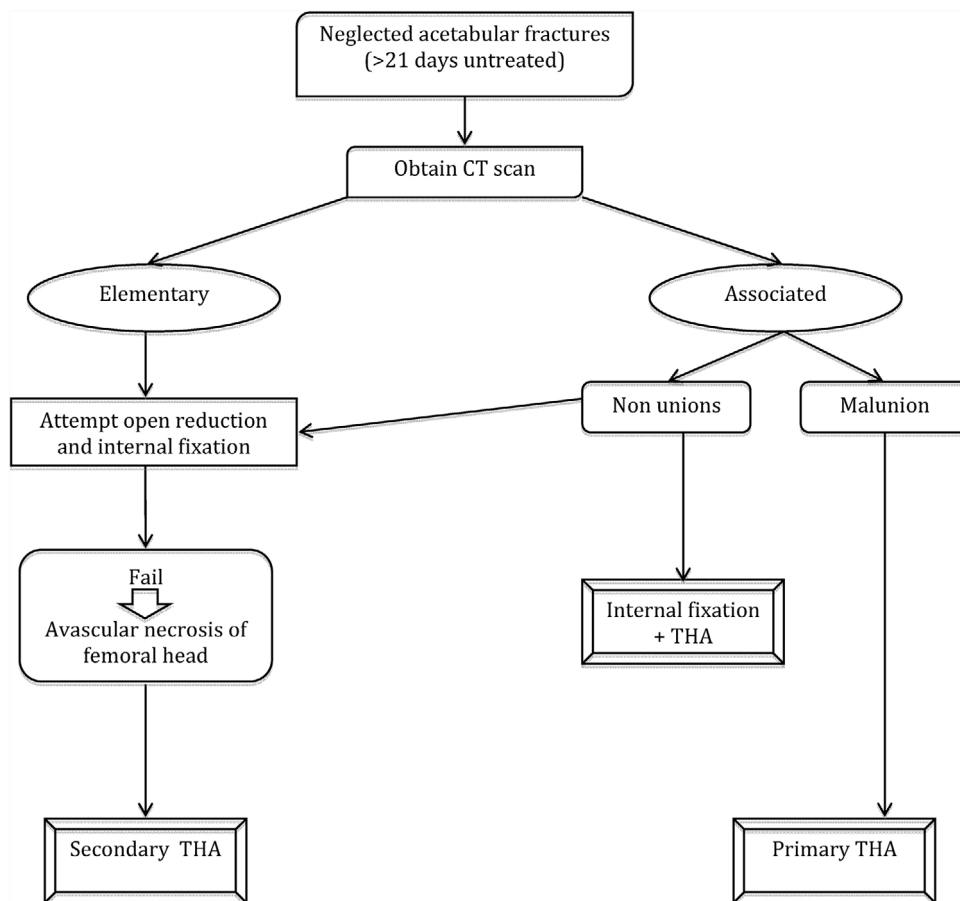 Neglected acetabular fractures
(>21 days untreated)
Obtain CT scan
Elementary
Associated
Attempt open reduction
and internal fixation
Non unions
Malunion
Fail
Avascular necrosis of
femoral head
Internal fixation
+ THA
Secondary THA
Primary THA